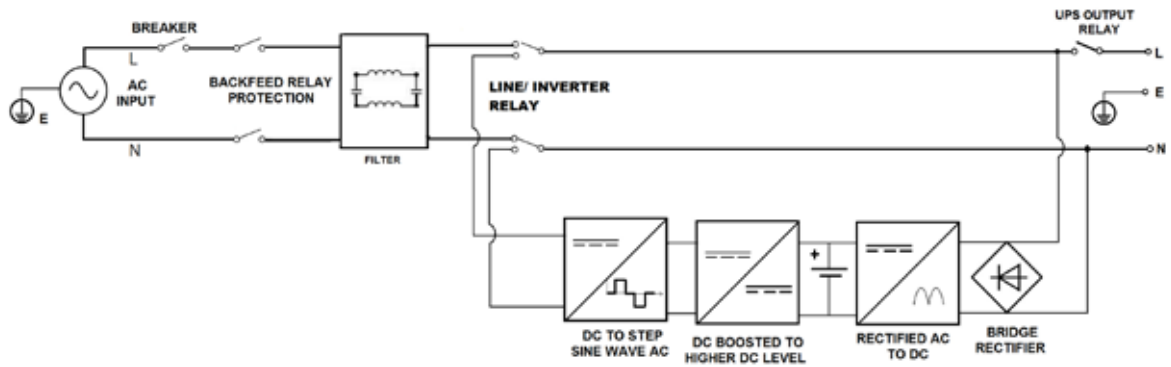 BREAKER
L
AC
INPUT
E
N
BACKFEED RELAY
PROTECTION
FILTER
LINE/ INVERTER
RELAY
UPS OUTPUT
RELAY
L
E
N
+
DC TO STEP
SINE WAVE AC
DC BOOSTED TO
HIGHER DC LEVEL
RECTIFIED AC
TO DC
BRIDGE
RECTIFIER